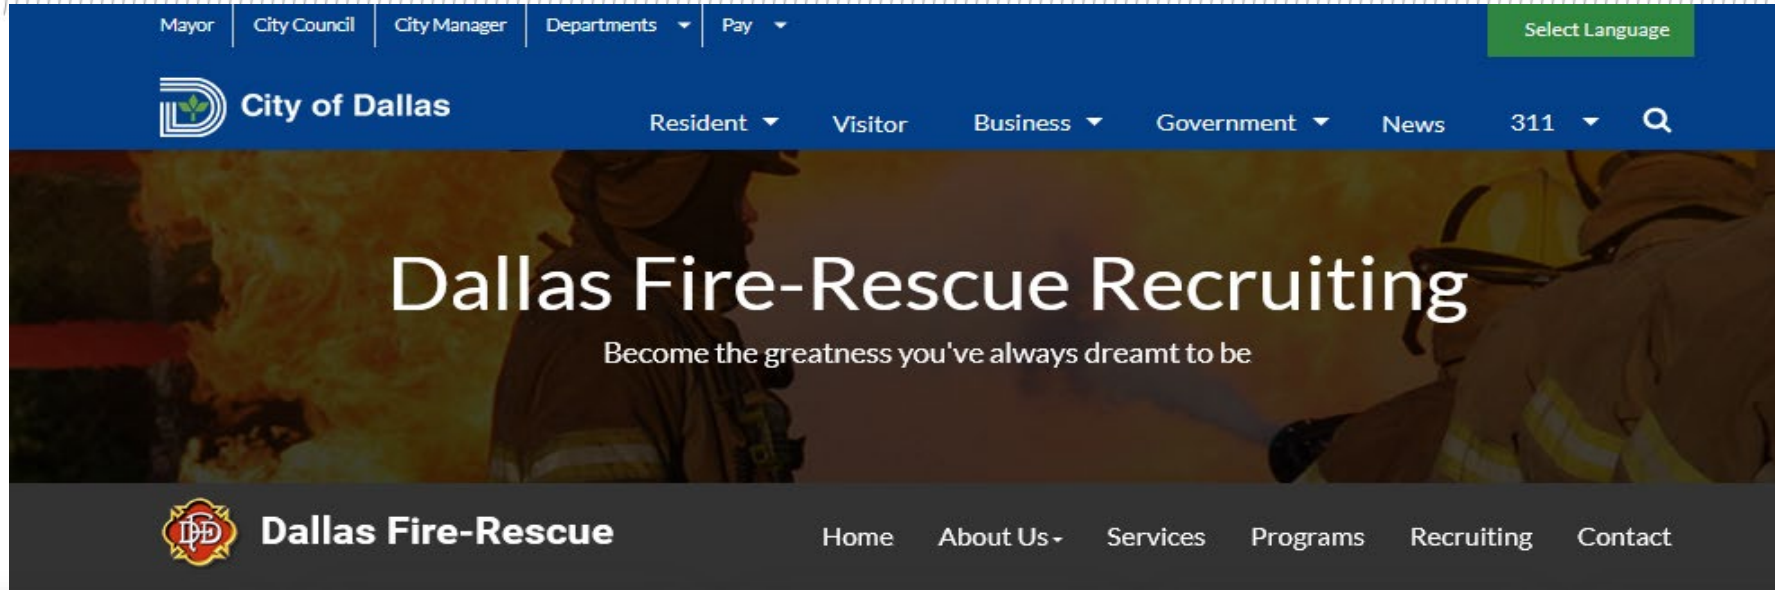 Mayor City Council City Manager Departments Pay Select Language
City of Dallas Resident Visitor Business Government News 311
Dallas Fire-Rescue Recruiting
Become the greatness you've always dreamt to be
DFD Dallas Fire-Rescue Home About Us Services Programs Recruiting Contact